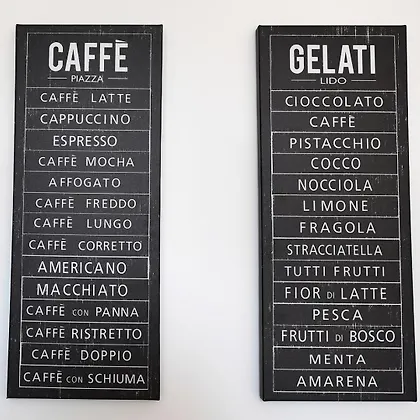 CAFFÈ
PIAZZA
CAFFÈ LATTE
CAPPUCCINO
ESPRESSO
CAFFÈ MOCHA
AFFOGATO
CAFFÈ FREDDO
CAFFÈ LUNGO
CAFFÈ CORRETTO
AMERICANO
MACCHIATO
CAFFÈ CON PANNA
CAFFÈ RISTRETTO
CAFFÈ DOPPIO
CAFFÈ CON SCHIUMA
GELATI
LIDO
CIOCCOLATO
CAFFÈ
PISTACCHIO
COCCO
NOCCIOLA
LIMONE
FRAGOLA
STRACCIATELLA
TUTTI FRUTTI
FIOR DI LATTE
PESCA
FRUTTI DI BOSCO
MENTA
AMARENA